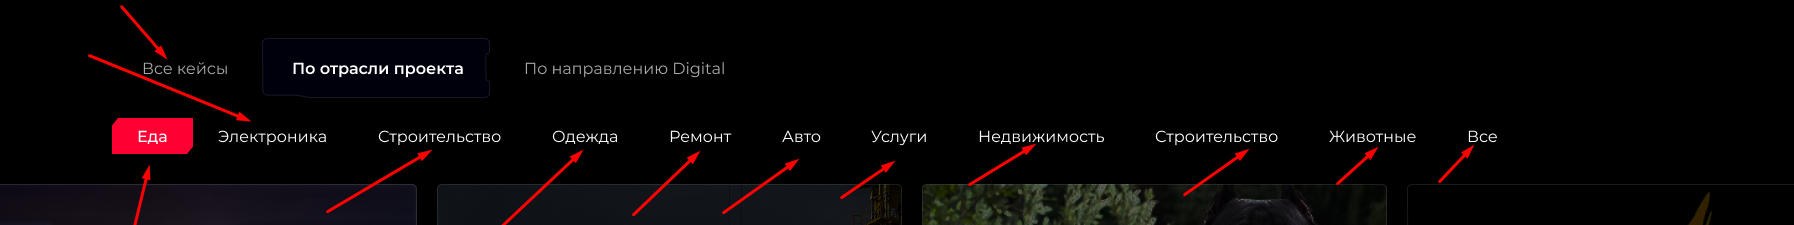 Все кейсы По отрасли проекта По направлению Digital
Еда Электроника Строительство Одежда Ремонт Авто Услуги Недвижимость Строительство Животные Все